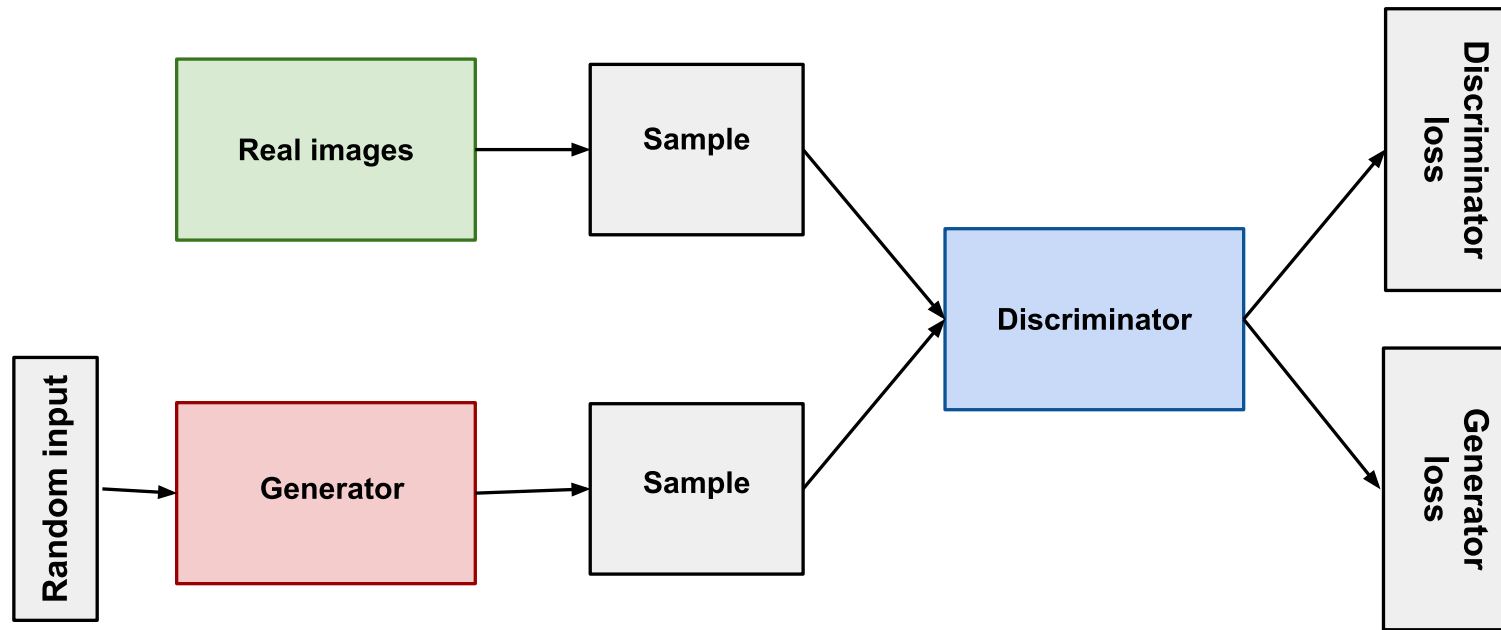 Real images
Sample
Discriminator
loss
Random input
Generator
Sample
Discriminator
Generator
loss